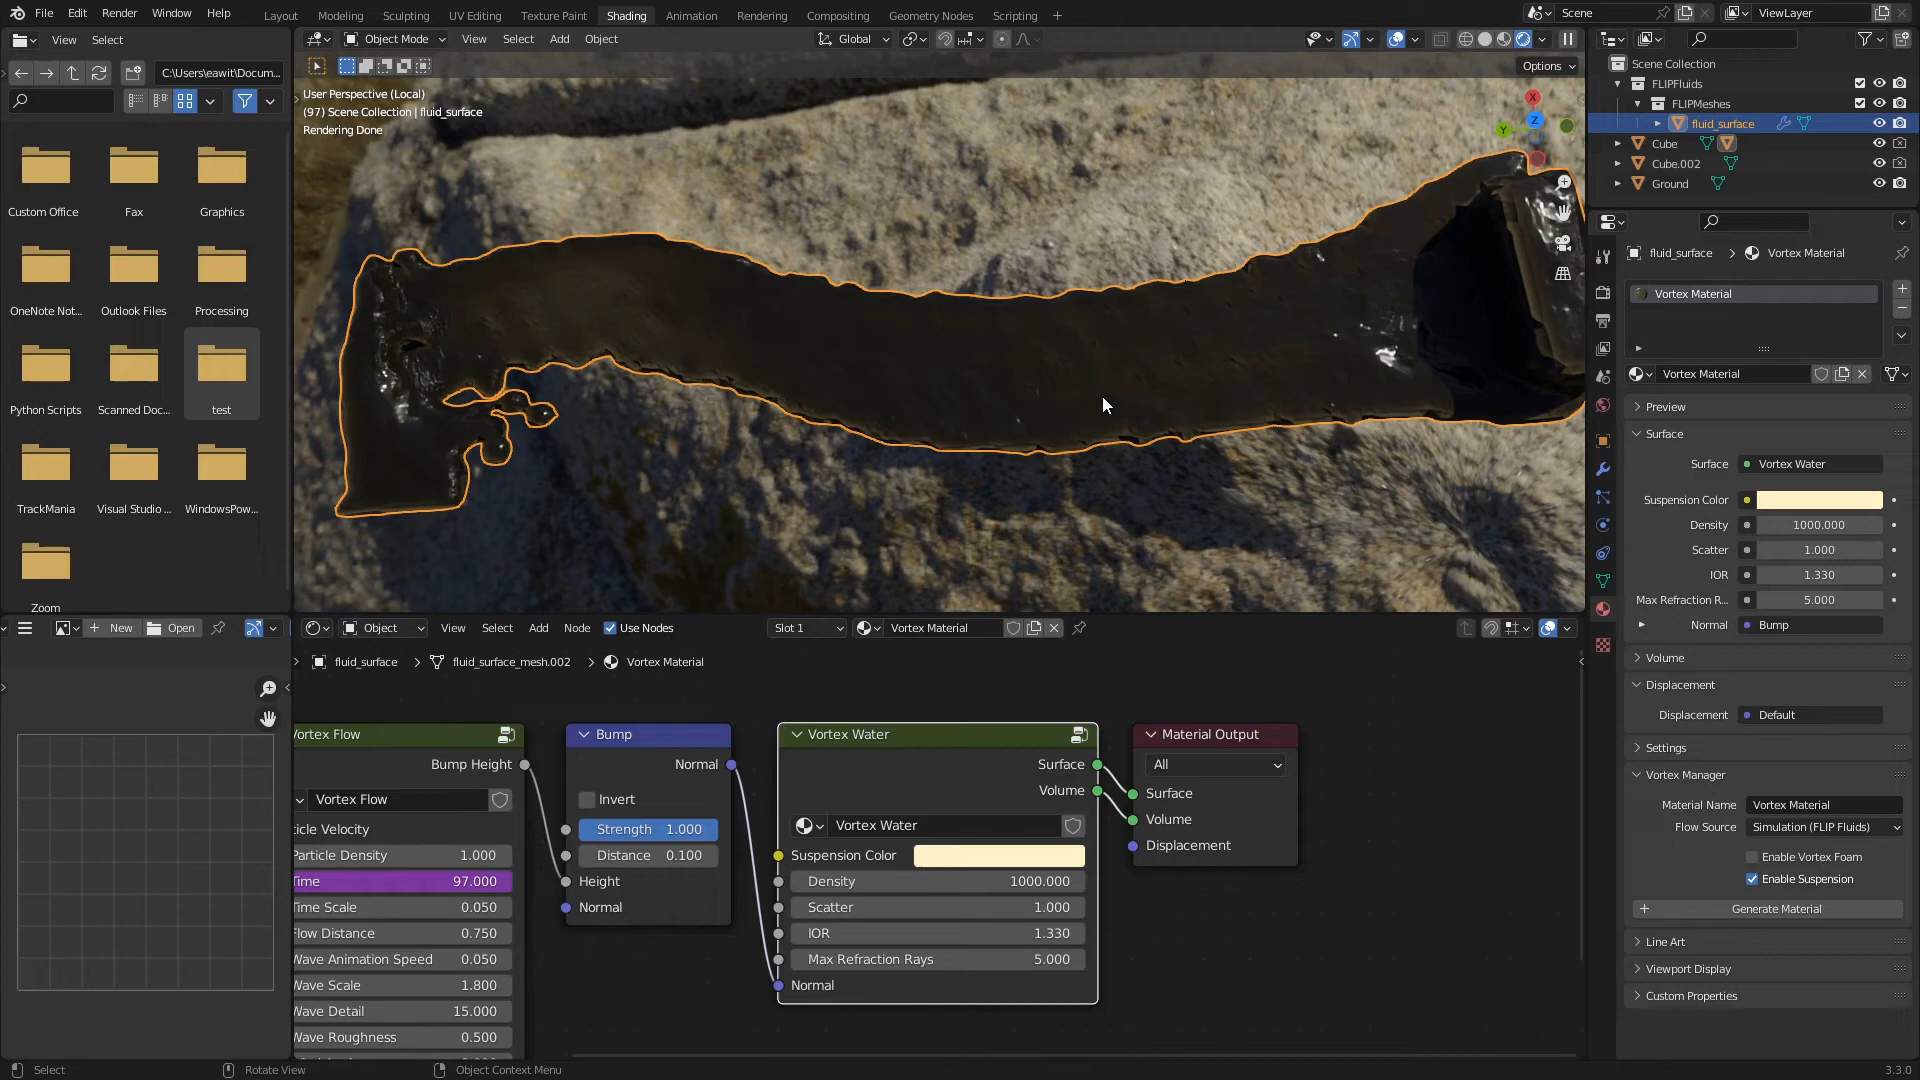 File Edit Render Window Help Layout Modeling Sculpting UV Editing Texture Paint Shading Animation Rendering Compositing Geometry Nodes Scripting + Scene ViewLayer
View Select
C:\Users\eawit\Docum...
Custom Office Fax Graphics
OneNote Not... Outlook Files Processing
Python Scripts Scanned Doc... test
TrackMania Visual Studio ... WindowsPow...
Zoom
Object Mode View Select Add Object Global
Options
User Perspective (Local)
(97) Scene Collection | fluid_surface
Rendering Done
X
Y
Z
Scene Collection
FLIPFluids
FLIPMeshes
fluid_surface
Cube
Cube.002
Ground
fluid_surface > Vortex Material
Vortex Material
Vortex Material
Preview
Surface
Surface Vortex Water
Suspension Color
Density 1000.000
Scatter 1.000
IOR 1.330
Max Refraction R... 5.000
Normal Bump
Volume
Displacement
Displacement Default
Settings
Vortex Manager
Material Name Vortex Material
Flow Source Simulation (FLIP Fluids)
Enable Vortex Foam
Enable Suspension
+ Generate Material
Line Art
Viewport Display
Custom Properties
New Open
Object View Select Add Node Use Nodes Slot 1 Vortex Material
fluid_surface > fluid_surface_mesh.002 > Vortex Material
Vortex Flow
Bump Height
Vortex Flow
ticle Velocity
Particle Density 1.000
Time 97.000
Time Scale 0.050
Flow Distance 0.750
Wave Animation Speed 0.050
Wave Scale 1.800
Wave Detail 15.000
Wave Roughness 0.500
Bump
Normal
Invert
Strength 1.000
Distance 0.100
Height
Normal
Vortex Water
Surface
Volume
Vortex Water
Suspension Color
Density 1000.000
Scatter 1.000
IOR 1.330
Max Refraction Rays 5.000
Normal
Material Output
All
Surface
Volume
Displacement
Select Rotate View Object Context Menu 3.3.0